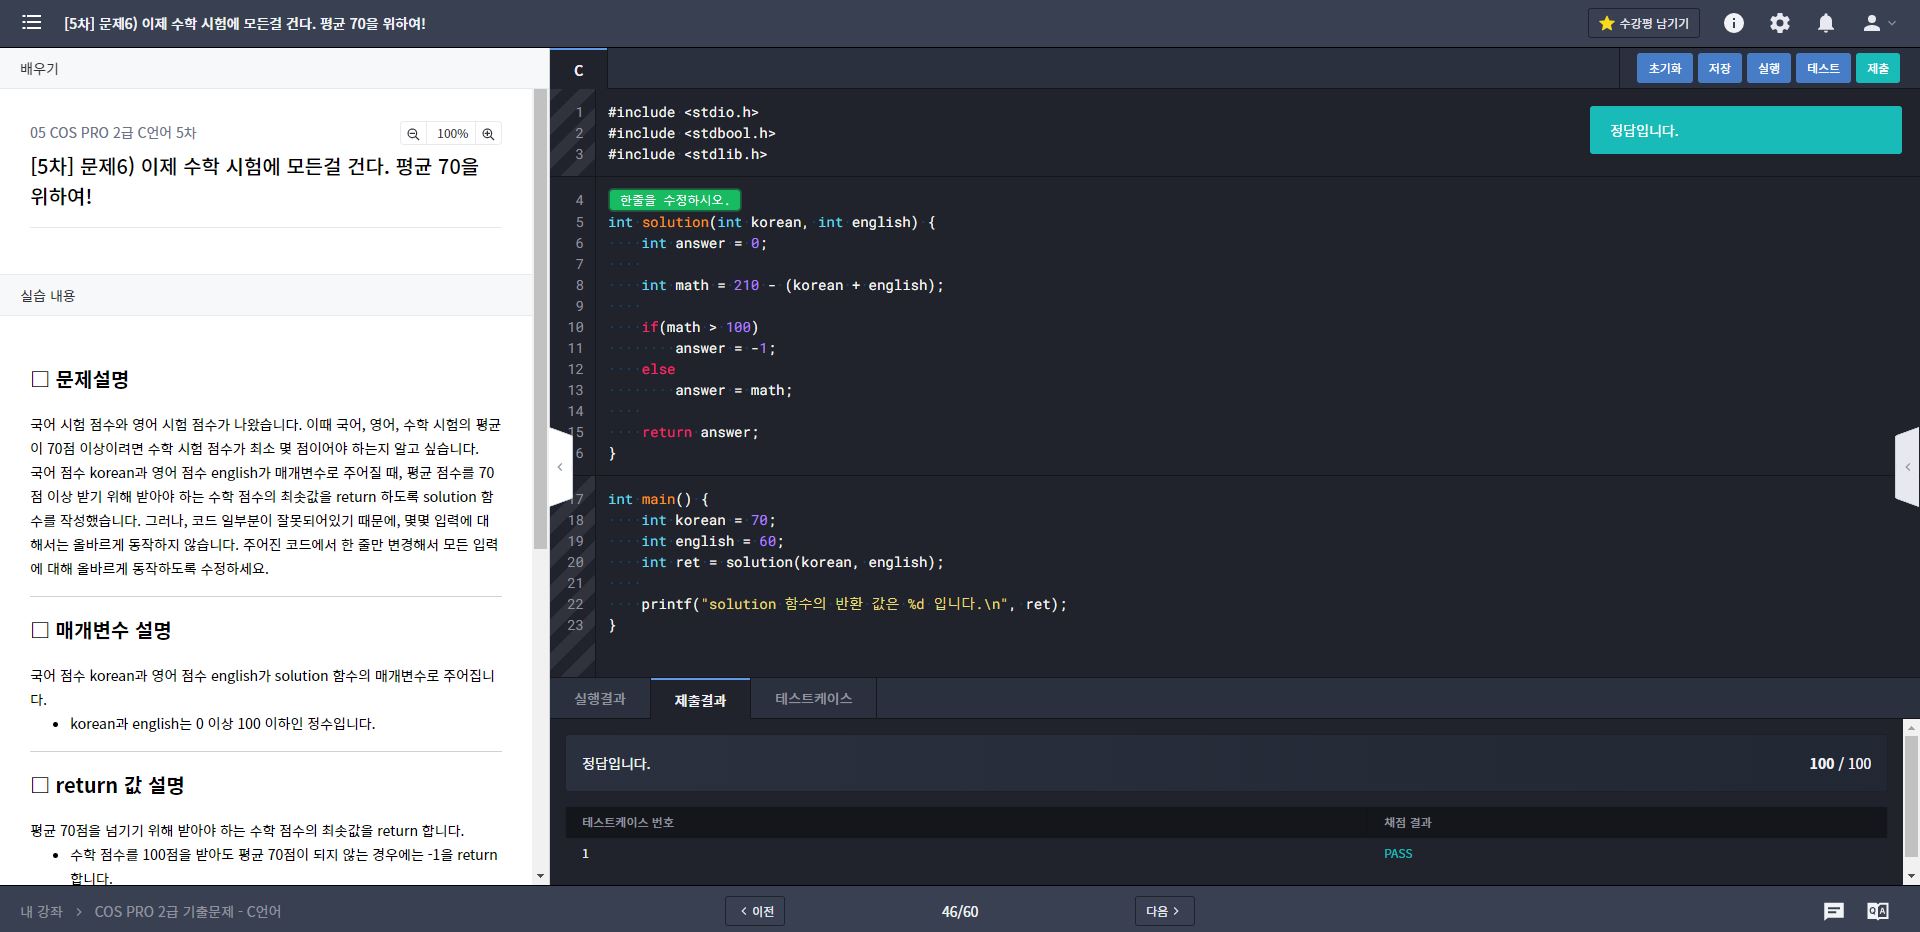 [5차] 문제6) 이제 수학 시험에 모든걸 건다. 평균 70을 위하여!
수강평 남기기
배우기
05 COS PRO 2급 C언어 5차
100%
[5차] 문제6) 이제 수학 시험에 모든걸 건다. 평균 70을
위하여!
실습 내용
문제설명
국어 시험 점수와 영어 시험 점수가 나왔습니다. 이때 국어, 영어, 수학 시험의 평균
이 70점 이상이려면 수학 시험 점수가 최소 몇 점이어야 하는지 알고 싶습니다.
국어 점수 korean과 영어 점수 english가 매개변수로 주어질 때, 평균 점수를 70
점 이상 받기 위해 받아야 하는 수학 점수의 최솟값을 return 하도록 solution 함
수를 작성했습니다. 그러나, 코드 일부분이 잘못되어있기 때문에, 몇몇 입력에 대
해서는 올바르게 동작하지 않습니다. 주어진 코드에서 한 줄만 변경해서 모든 입력
에 대해 올바르게 동작하도록 수정하세요.
매개변수 설명
국어 점수 korean과 영어 점수 english가 solution 함수의 매개변수로 주어집니
다.
• korean과 english는 0 이상 100 이하인 정수입니다.
return 값 설명
평균 70점을 넘기기 위해 받아야 하는 수학 점수의 최솟값을 return 합니다.
• 수학 점수를 100점을 받아도 평균 70점이 되지 않는 경우에는 -1을 return
합니다.
C
초기화 저장 실행 테스트 제출
정답입니다.
1 #include <stdio.h>
2 #include <stdbool.h>
3 #include <stdlib.h>
4 한줄을 수정하시오.
5 int solution(int korean, int english) {
6     int answer = 0;
7
8     int math = 210 - (korean + english);
9
10     if(math > 100)
11         answer = -1;
12     else
13         answer = math;
14
15     return answer;
6 }
17 int main() {
18     int korean = 70;
19     int english = 60;
20     int ret = solution(korean, english);
21
22     printf("solution 함수의 반환 값은 %d 입니다.\n", ret);
23 }
실행결과 제출결과 테스트케이스
정답입니다. 100 / 100
테스트케이스 번호 채점 결과
1 PASS
내 강좌 > COS PRO 2급 기출문제 - C언어
< 이전 46/60 다음 >
Q A